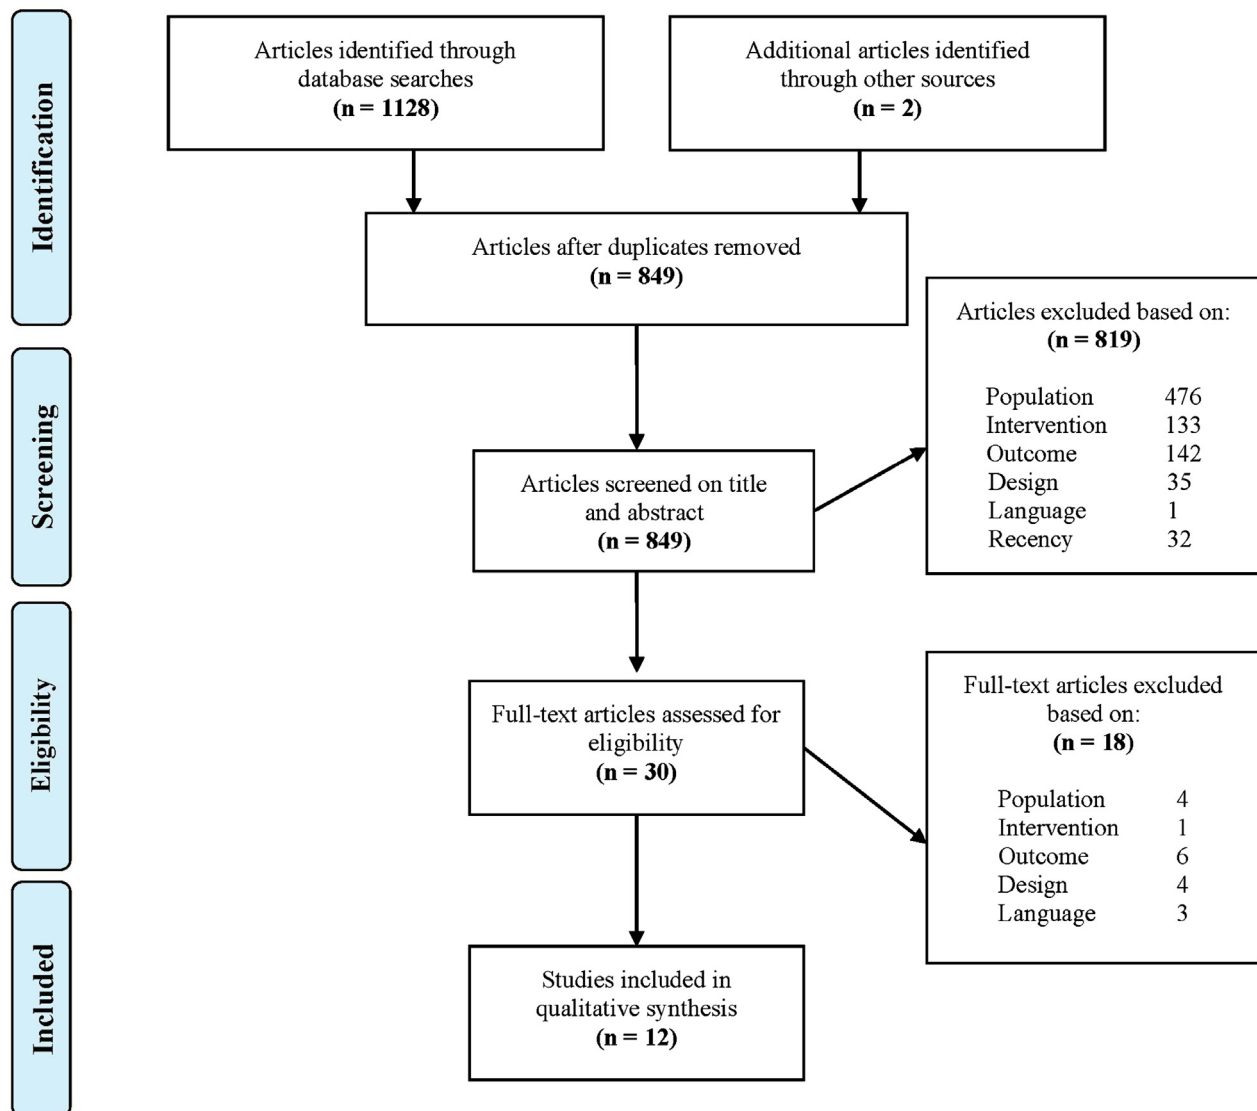 Identification
Articles identified through
database searches
(n = 1128)
Additional articles identified
through other sources
(n = 2)
Articles after duplicates removed
(n = 849)
Screening
Articles screened on title
and abstract
(n = 849)
Articles excluded based on:
(n = 819)
Population 476
Intervention 133
Outcome 142
Design 35
Language 1
Recency 32
Eligibility
Full-text articles assessed for
eligibility
(n = 30)
Full-text articles excluded
based on:
(n = 18)
Population 4
Intervention 1
Outcome 6
Design 4
Language 3
Included
Studies included in
qualitative synthesis
(n = 12)